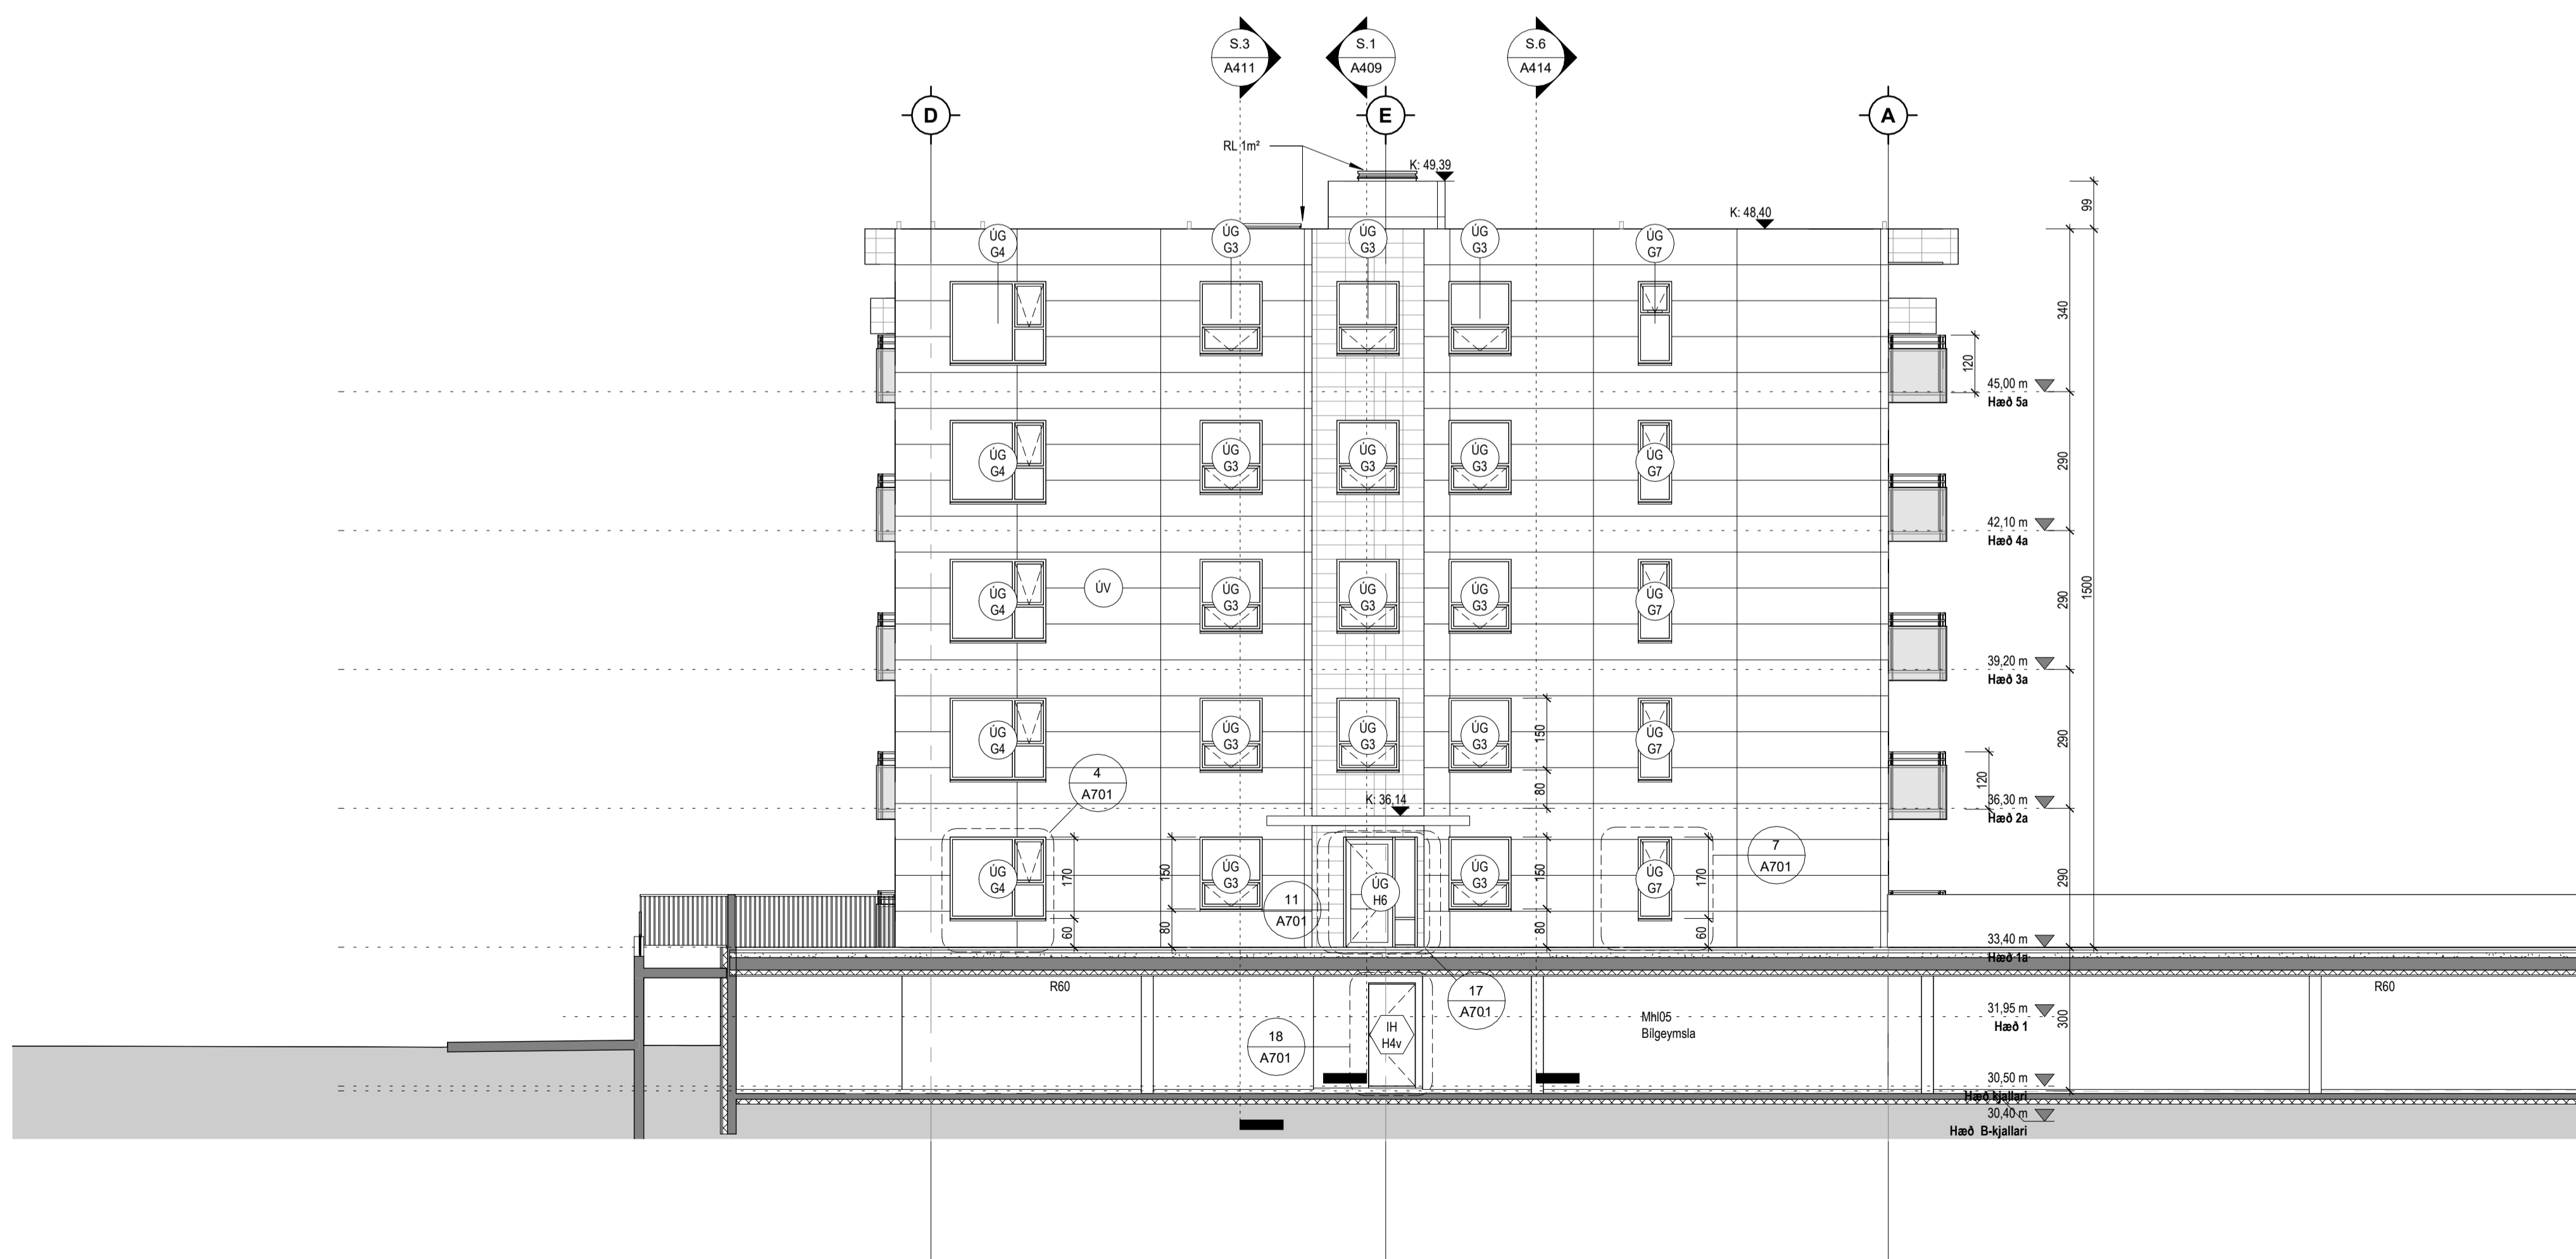 S.3
A411
S.1
A409
S.6
A414
D
E
A
RL 1m²
K: 49,39
K: 48,40
99
ÚG
G4
ÚG
G3
ÚG
G3
ÚG
G3
ÚG
G7
340
120
45,00 m
Hæð 5a
ÚG
G4
ÚG
G3
ÚG
G3
ÚG
G3
ÚG
G7
290
42,10 m
Hæð 4a
ÚG
G4
ÚV
ÚG
G3
ÚG
G3
ÚG
G3
ÚG
G7
290
1500
39,20 m
Hæð 3a
ÚG
G4
ÚG
G3
ÚG
G3
ÚG
G3
150
ÚG
G7
290
4
A701
80
120
K: 36,14
36,30 m
Hæð 2a
ÚG
G4
170
150
ÚG
G3
ÚG
H6
ÚG
G3
150
ÚG
G7
170
7
A701
290
11
A701
60
80
80
60
33,40 m
Hæð 1a
R60
17
A701
R60
Mhl05
Bílgeymsla
31,95 m
Hæð 1
300
18
A701
IH
H4v
30,50 m
Hæð kjallari
30,40 m
Hæð B-kjallari